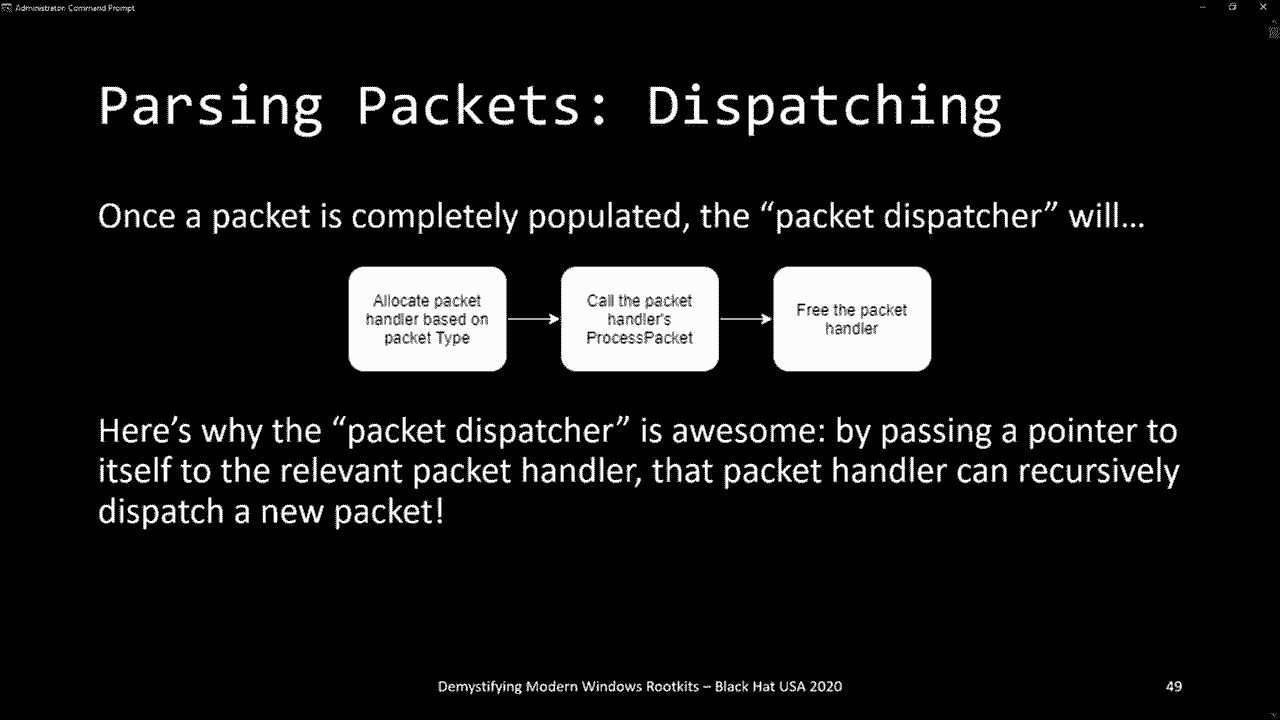 Administrator: Command Prompt
Parsing Packets: Dispatching
Once a packet is completely populated, the “packet dispatcher” will…
Allocate packet
handler based on
packet Type
Call the packet
handler's
ProcessPacket
Free the packet
handler
Here’s why the “packet dispatcher” is awesome: by passing a pointer to
itself to the relevant packet handler, that packet handler can recursively
dispatch a new packet!
Demystifying Modern Windows Rootkits – Black Hat USA 2020
49